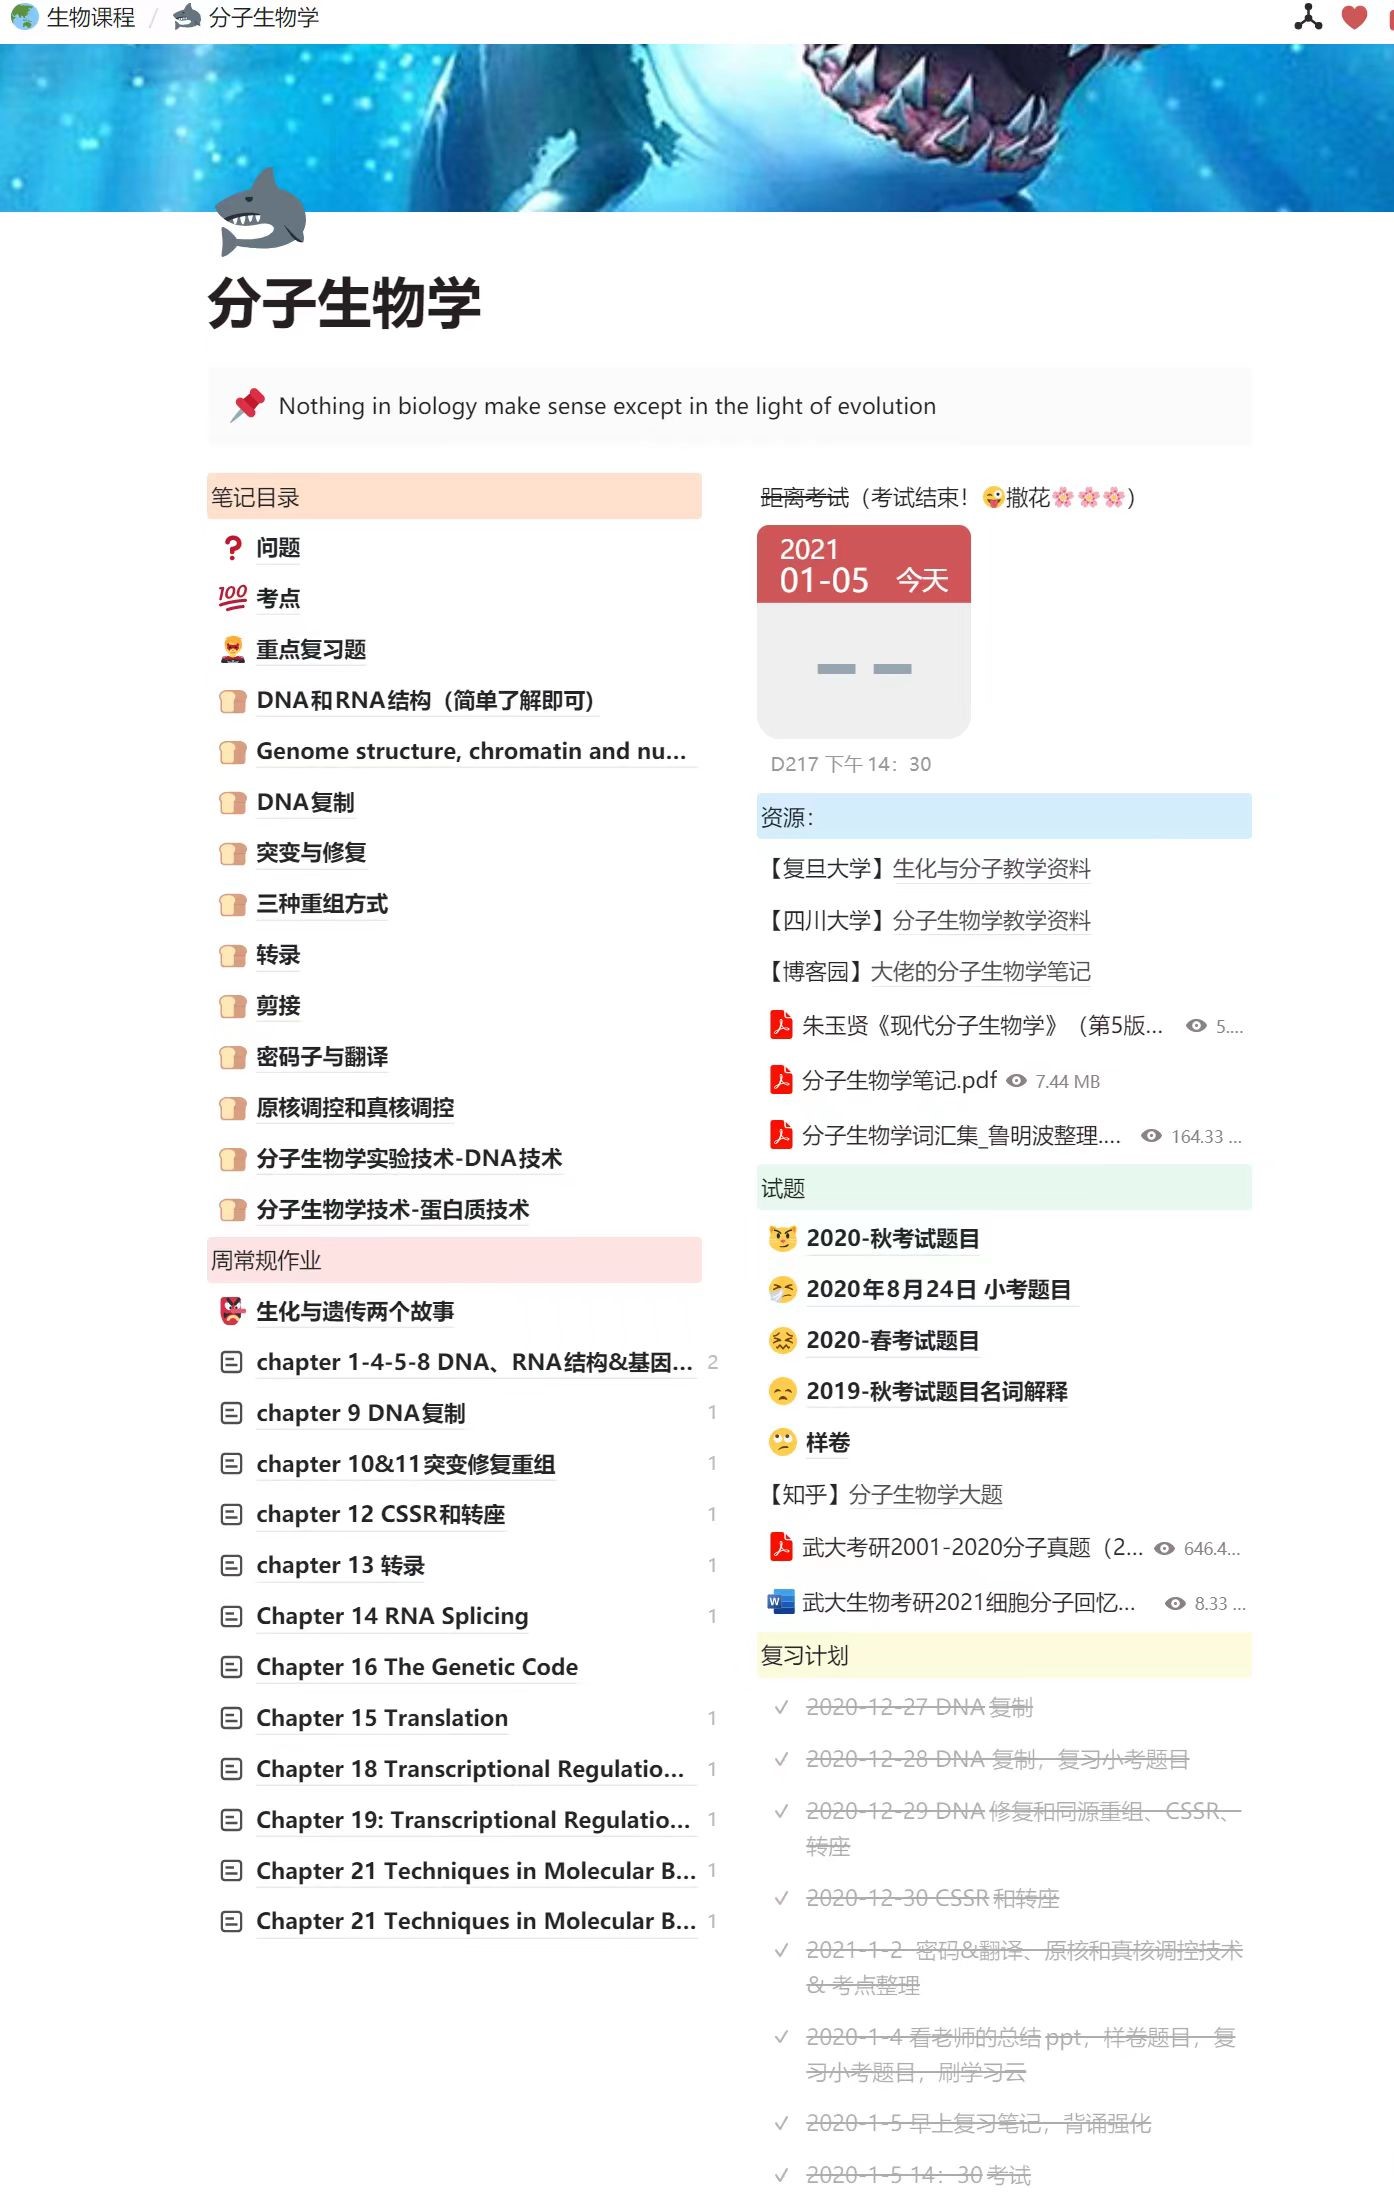 生物课程 / 分子生物学
分子生物学
Nothing in biology make sense except in the light of evolution
笔记目录
问题
考点
重点复习题
DNA和RNA结构（简单了解即可）
Genome structure, chromatin and nu...
DNA复制
突变与修复
三种重组方式
转录
剪接
密码子与翻译
原核调控和真核调控
分子生物学实验技术-DNA技术
分子生物学技术-蛋白质技术
周常规作业
生化与遗传两个故事
chapter 1-4-5-8 DNA、RNA结构&基因... 2
chapter 9 DNA复制 1
chapter 10&11突变修复重组 1
chapter 12 CSSR和转座 1
chapter 13 转录 1
Chapter 14 RNA Splicing 1
Chapter 16 The Genetic Code
Chapter 15 Translation 1
Chapter 18 Transcriptional Regulatio... 1
Chapter 19: Transcriptional Regulatio... 1
Chapter 21 Techniques in Molecular B... 1
Chapter 21 Techniques in Molecular B... 1
距离考试（考试结束！😜撒花🌸🌸🌸）
2021
01-05 今天
— —
D217 下午 14：30
资源：
【复旦大学】生化与分子教学资料
【四川大学】分子生物学教学资料
【博客园】大佬的分子生物学笔记
朱玉贤《现代分子生物学》（第5版... 5....
分子生物学笔记.pdf 7.44 MB
分子生物学词汇集_鲁明波整理.... 164.33 ...
试题
2020-秋考试题目
2020年8月24日 小考题目
2020-春考试题目
2019-秋考试题目名词解释
样卷
【知乎】分子生物学大题
武大考研2001-2020分子真题（2... 646.4...
武大生物考研2021细胞分子回忆... 8.33 ...
复习计划
2020-12-27 DNA 复制
2020-12-28 DNA 复制，复习小考题目
2020-12-29 DNA 修复和同源重组、CSSR、
转座
2020-12-30 CSSR 和转座
2021-1-2 密码&翻译、原核和真核调控技术
& 考点整理
2020-1-4 看老师的总结 ppt，样卷题目，复
习小考题目，刷学习云
2020-1-5 早上复习笔记，背诵强化
2020-1-5 14：30 考试